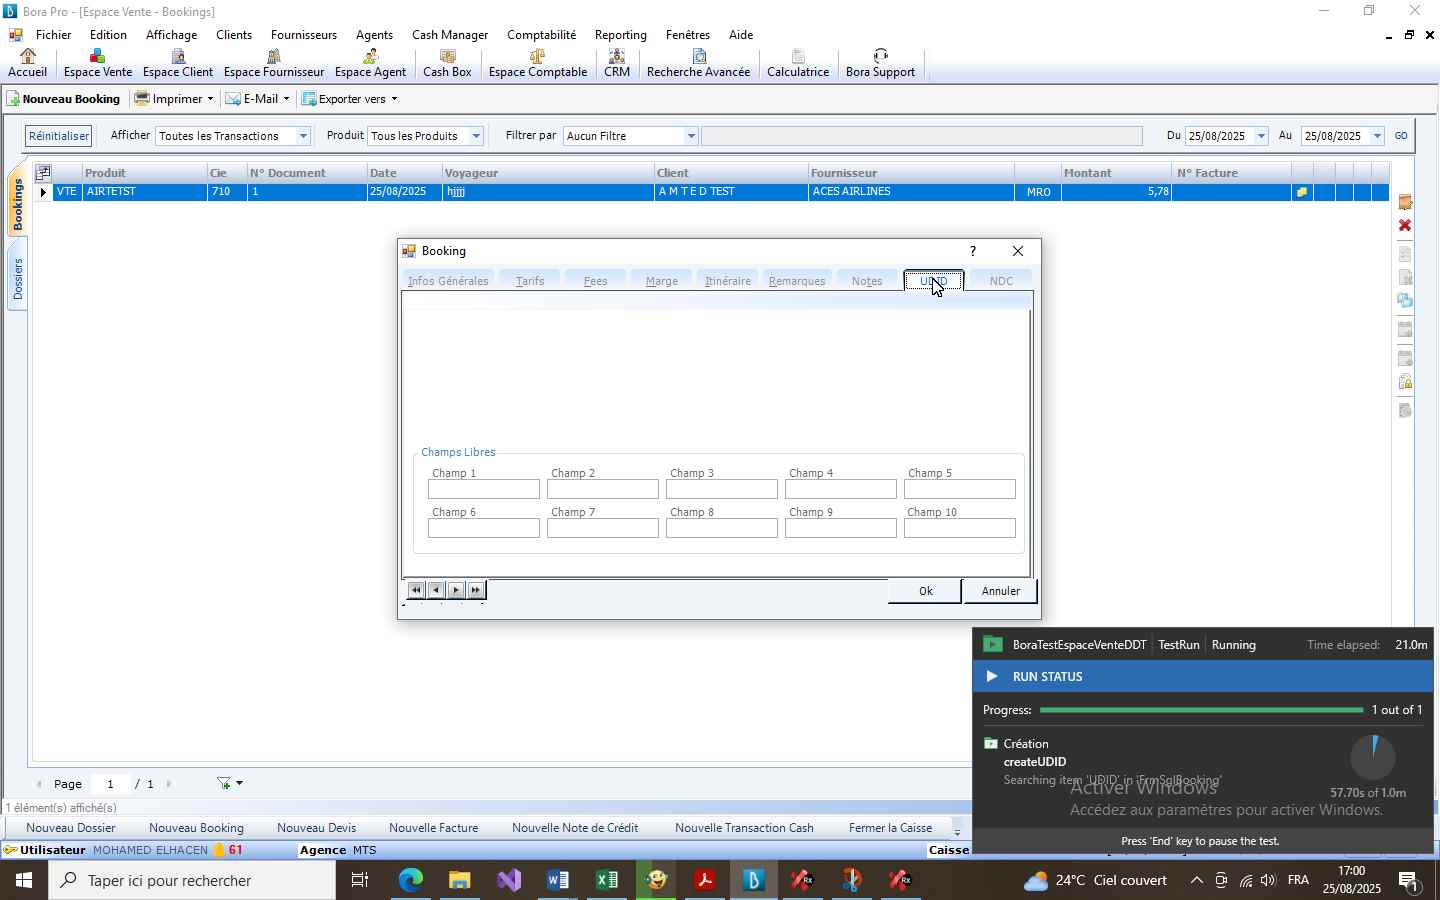 Bora Pro - [Espace Vente - Bookings]
Fichier Edition Affichage Clients Fournisseurs Agents Cash Manager Comptabilité Reporting Fenêtres Aide
Accueil Espace Vente Espace Client Espace Fournisseur Espace Agent Cash Box Espace Comptable CRM Recherche Avancée Calculatrice Bora Support
Nouveau Booking Imprimer E-Mail Exporter vers
Réinitialiser Afficher Toutes les Transactions Produit Tous les Produits Filtrer par Aucun Filtre Du 25/08/2025 Au 25/08/2025 GO
Bookings
Dossiers
Produit Cie N° Document Date Voyageur Client Fournisseur Montant N° Facture
VTE AIRTETST 710 1 25/08/2025 hjjjj A M T E D TEST ACES AIRLINES MRO 5,78
Booking ?
Infos Générales Tarifs Fees Marge Itinéraire Remarques Notes UDID NDC
Champs Libres
Champ 1 Champ 2 Champ 3 Champ 4 Champ 5
Champ 6 Champ 7 Champ 8 Champ 9 Champ 10
Ok Annuler
BoraTestEspaceVenteDDT TestRun Running Time elapsed: 21.0m
RUN STATUS
Progress: 1 out of 1
Création
createUDID
Searching item 'UDID' in 'FrmSglBooking'
57.70s of 1.0m
Activer Windows
Accédez aux paramètres pour activer Windows.
Press 'End' key to pause the test.
Page 1 / 1
1 élément(s) affiché(s)
Nouveau Dossier Nouveau Booking Nouveau Devis Nouvelle Facture Nouvelle Note de Crédit Nouvelle Transaction Cash Fermer la Caisse
Utilisateur MOHAMED ELHACEN 61 Agence MTS Caisse
Taper ici pour rechercher
24°C Ciel couvert FRA 17:00
25/08/2025 1